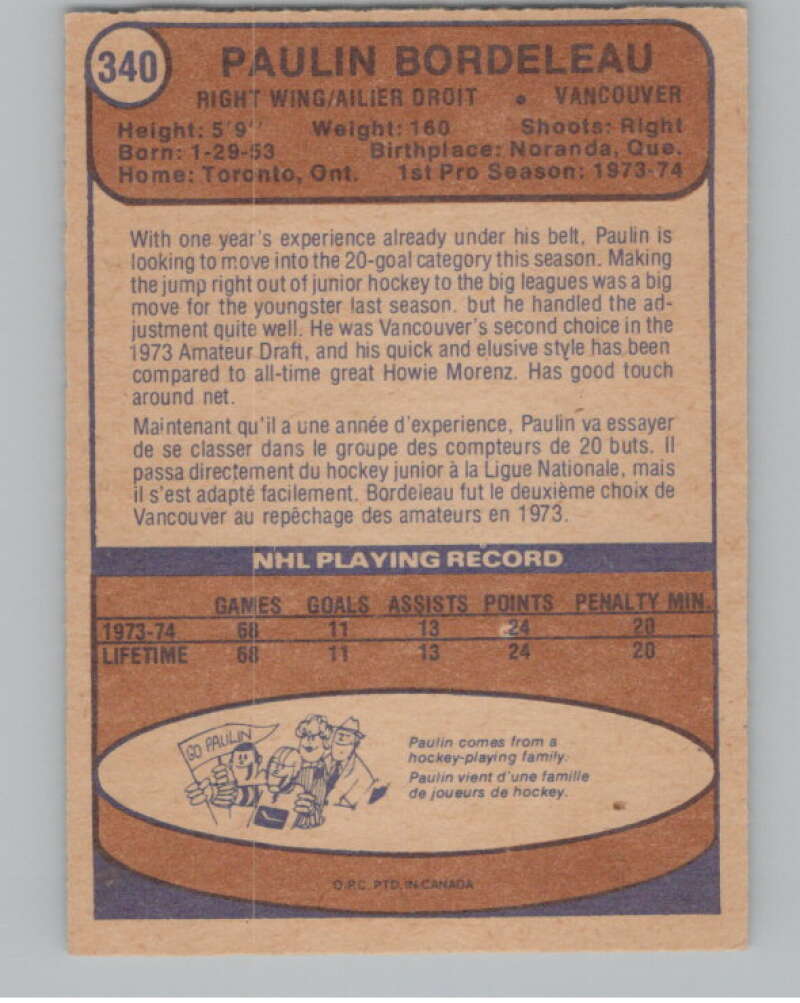 340
PAULIN BORDELEAU
RIGHT WING/AILIER DROIT • VANCOUVER
Height: 5'9" Weight: 160 Shoots: Right
Born: 1-29-53 Birthplace: Noranda, Que.
Home: Toronto, Ont. 1st Pro Season: 1973-74
With one year's experience already under his belt, Paulin is
looking to move into the 20-goal category this season. Making
the jump right out of junior hockey to the big leagues was a big
move for the youngster last season. but he handled the ad-
justment quite well. He was Vancouver's second choice in the
1973 Amateur Draft, and his quick and elusive style has been
compared to all-time great Howie Morenz. Has good touch
around net.
Maintenant qu'il a une année d'experience, Paulin va essayer
de se classer dans le groupe des compteurs de 20 buts. Il
passa directement du hockey junior à la Ligue Nationale, mais
il s'est adapté facilement. Bordeleau fut le deuxième choix de
Vancouver au repêchage des amateurs en 1973.
NHL PLAYING RECORD
GAMES GOALS ASSISTS POINTS PENALTY MIN.
1973-74 68 11 13 24 20
LIFETIME 68 11 13 24 20
GO PAULIN
Paulin comes from a
hockey-playing family.
Paulin vient d'une famille
de joueurs de hockey.
O.P.C. PTD. IN CANADA